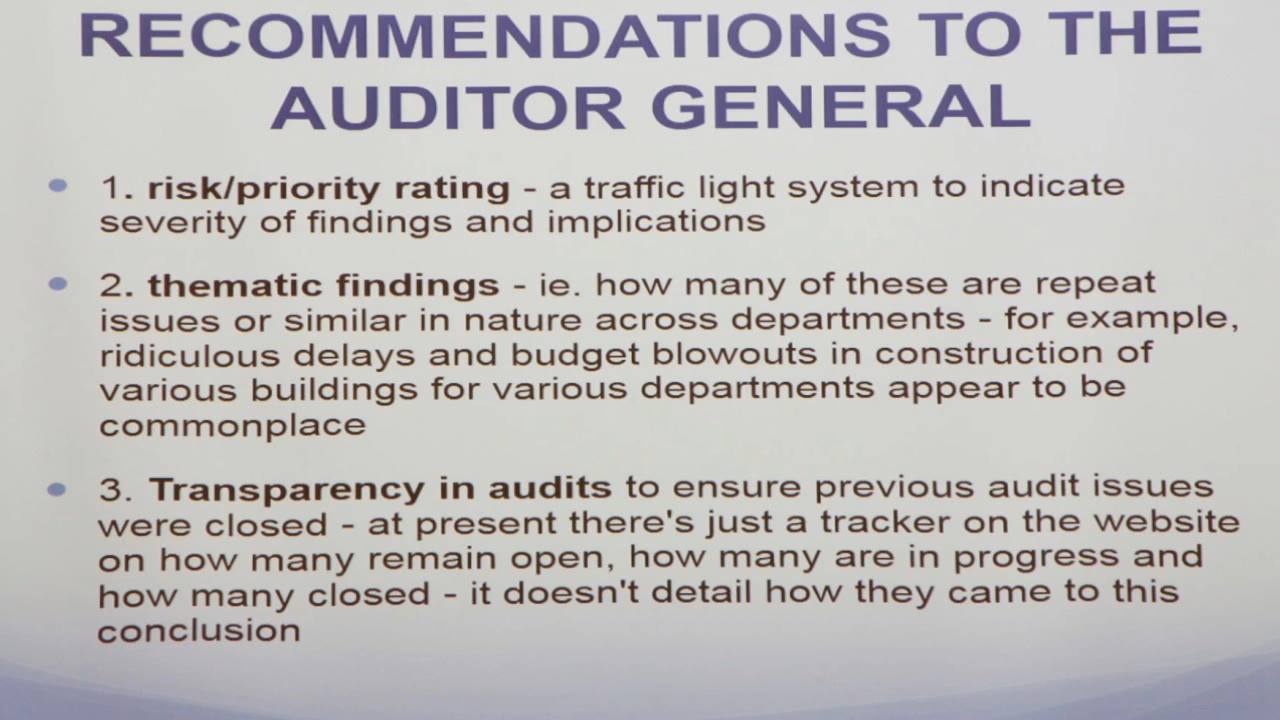 RECOMMENDATIONS TO THE
AUDITOR GENERAL
• 1. risk/priority rating - a traffic light system to indicate
severity of findings and implications
• 2. thematic findings - ie. how many of these are repeat
issues or similar in nature across departments - for example,
ridiculous delays and budget blowouts in construction of
various buildings for various departments appear to be
commonplace
• 3. Transparency in audits to ensure previous audit issues
were closed - at present there's just a tracker on the website
on how many remain open, how many are in progress and
how many closed - it doesn't detail how they came to this
conclusion